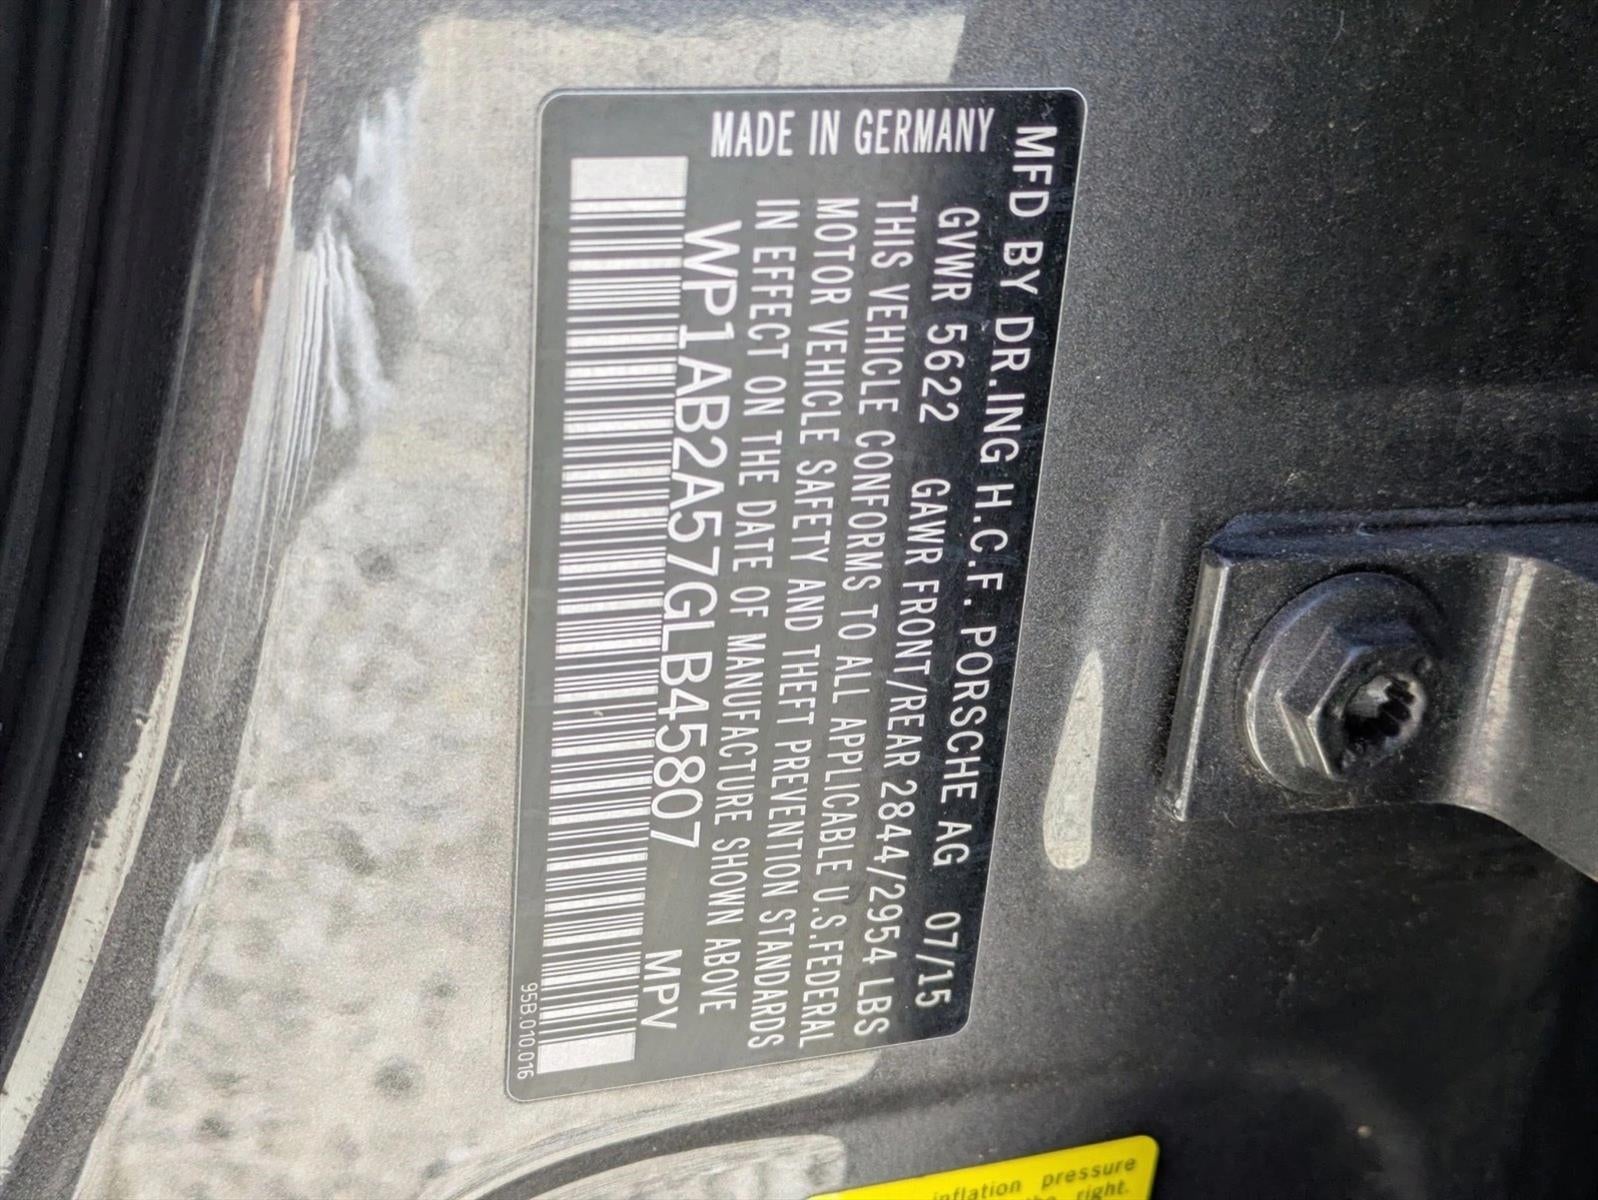 MFD BY DR.ING H.C.F. PORSCHE AG 07/15
GVWR 5622 GAWR FRONT/REAR 2844/2954 LBS
THIS VEHICLE CONFORMS TO ALL APPLICABLE U.S.FEDERAL
MOTOR VEHICLE SAFETY AND THEFT PREVENTION STANDARDS
IN EFFECT ON THE DATE OF MANUFACTURE SHOWN ABOVE
WP1AB2A57GLB45807 MPV
MADE IN GERMANY
95B.010.016
inflation pressure
the right.